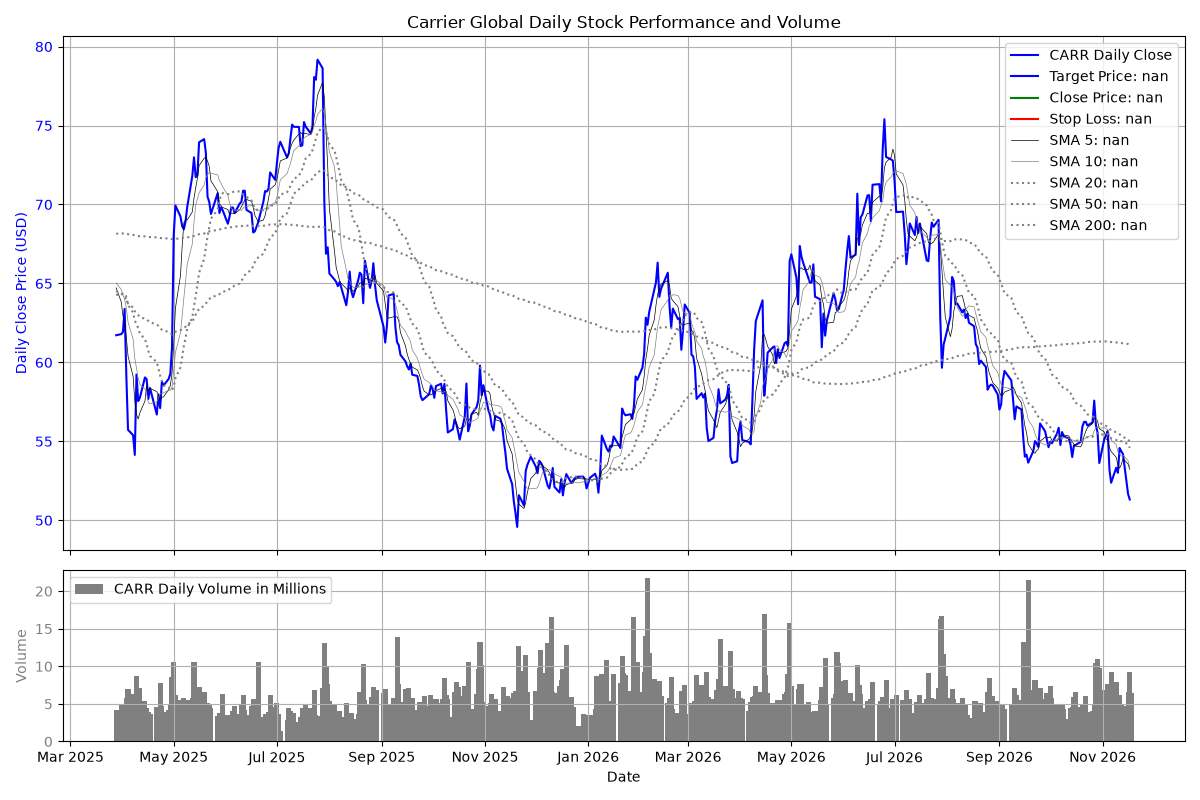 Carrier Global Daily Stock Performance and Volume
80
75
70
65
60
55
50
Daily Close Price (USD)
CARR Daily Close
Target Price: nan
Close Price: nan
Stop Loss: nan
SMA 5: nan
SMA 10: nan
SMA 20: nan
SMA 50: nan
SMA 200: nan
20
15
10
5
0
Volume
CARR Daily Volume in Millions
Mar 2025 May 2025 Jul 2025 Sep 2025 Nov 2025 Jan 2026 Mar 2026 May 2026 Jul 2026 Sep 2026 Nov 2026
Date